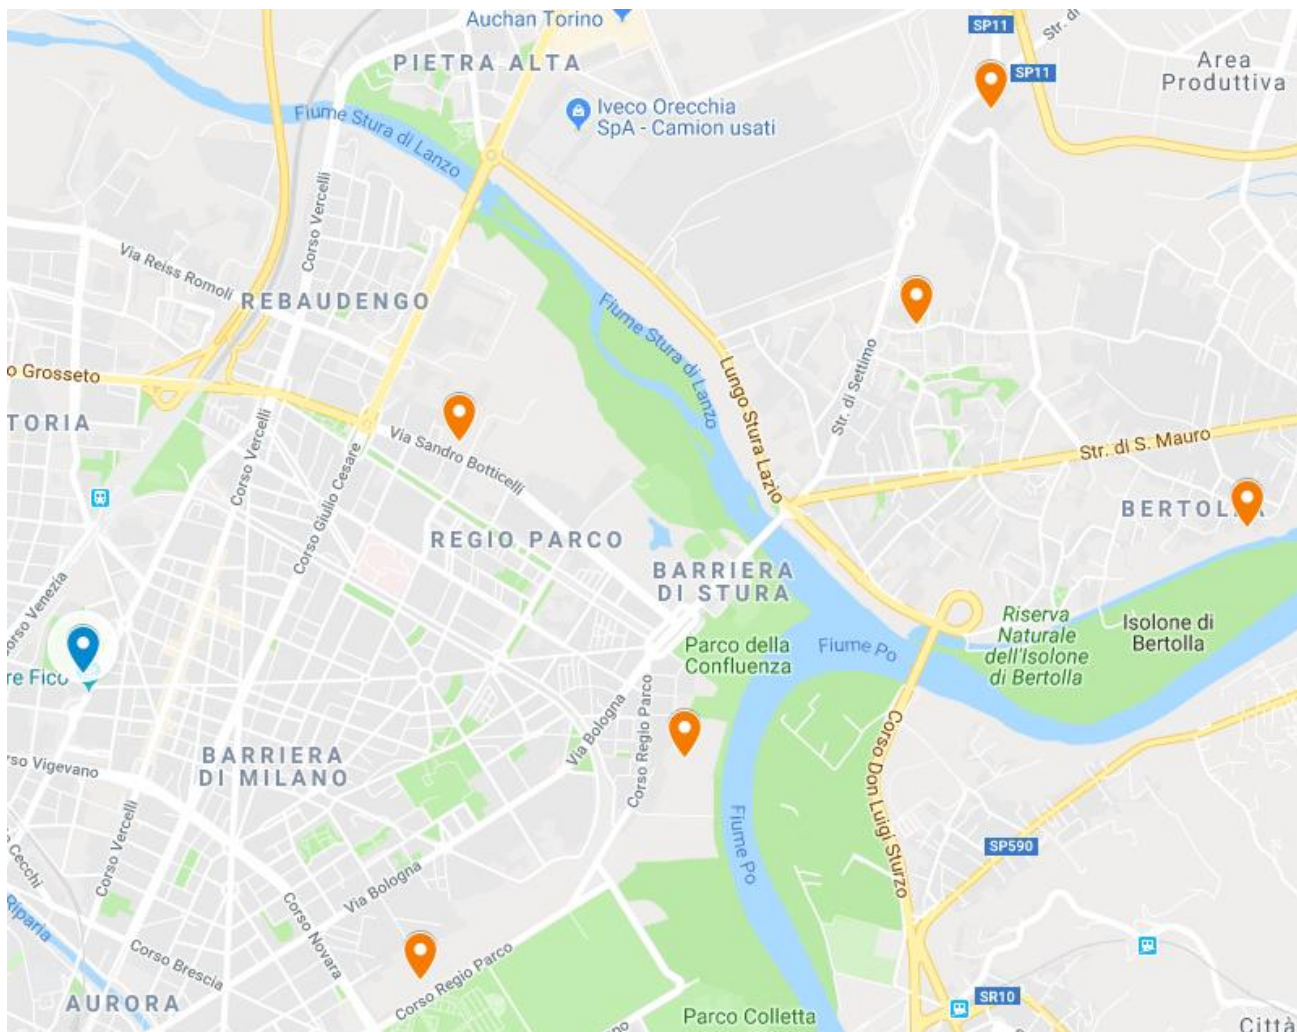 Auchan Torino
PIETRA ALTA
SP11
Str. di
SP11
Area
Produttiva
Iveco Orecchia
SpA - Camion usati
Fiume Stura di Lanzo
Corso Vercelli
Via Reiss Romoli
REBAUDENGO
Fiume Stura di Lanzo
Lungo Stura Lazio
Str. di Settimo
o Grosseto
TORIA
Corso Vercelli
Corso Giulio Cesare
Via Sandro Botticelli
Str. di S. Mauro
BERTOLLA
REGIO PARCO
BARRIERA
DI STURA
Corso Venezia
re Fico
Parco della
Confluenza
Fiume Po
Riserva
Naturale
dell'Isolone
di Bertolla
Isolone di
Bertolla
Corso Regio Parco
Via Bologna
BARRIERA
DI MILANO
rso Vigevano
Corso Vercelli
Corso Don Luigi Sturzo
Fiume Po
SP590
Cecchi
Riparia
Via Bologna
Corso Novara
Corso Brescia
Corso Regio Parco
AURORA
Parco Colletta
SR10
Città